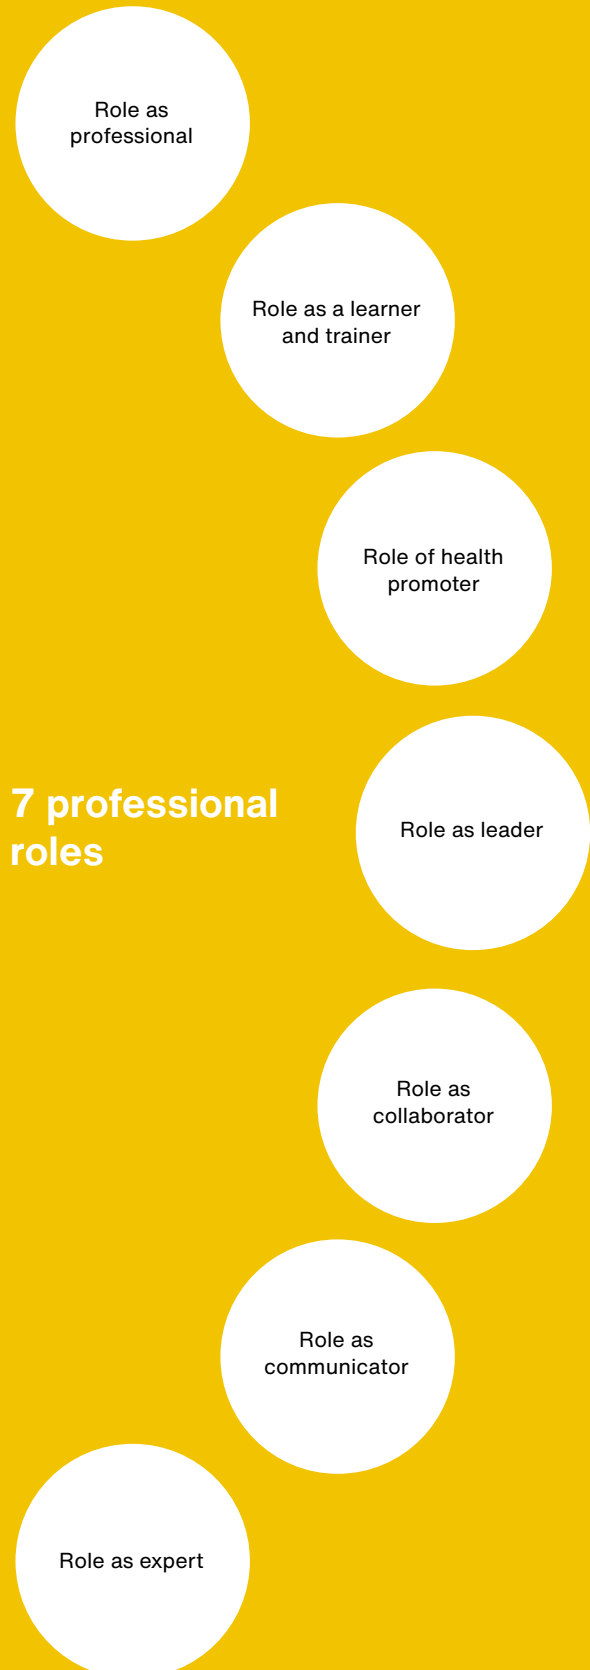 Role as
professional
Role as a learner
and trainer
Role of health
promoter
7 professional
roles
Role as leader
Role as
collaborator
Role as
communicator
Role as expert